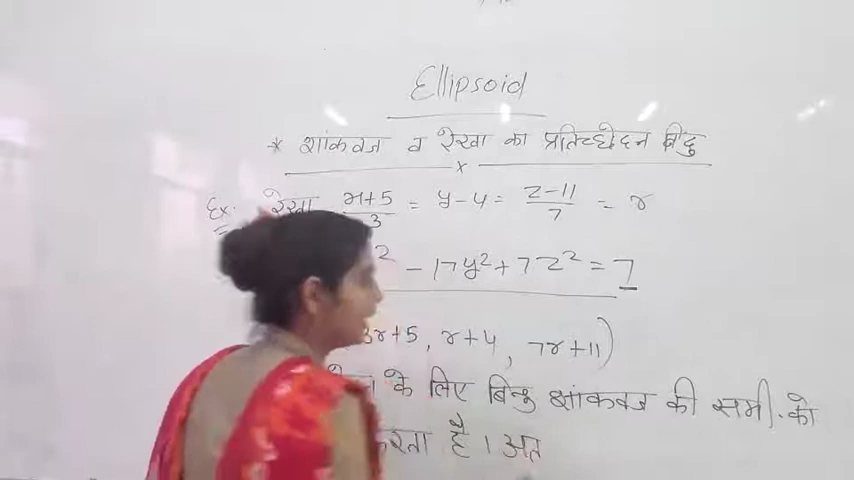 Ellipsoid
* शांकवज व रेखा का प्रतिच्छेदन बिंदु
Ex. रेखा x+5/3 = y-4 = z-11/7 = r
2 - 17y² + 7z² = 7
3r+5, r+4, 7r+11)
के लिए बिन्दु शांकवज की समी. को
करता है । अत